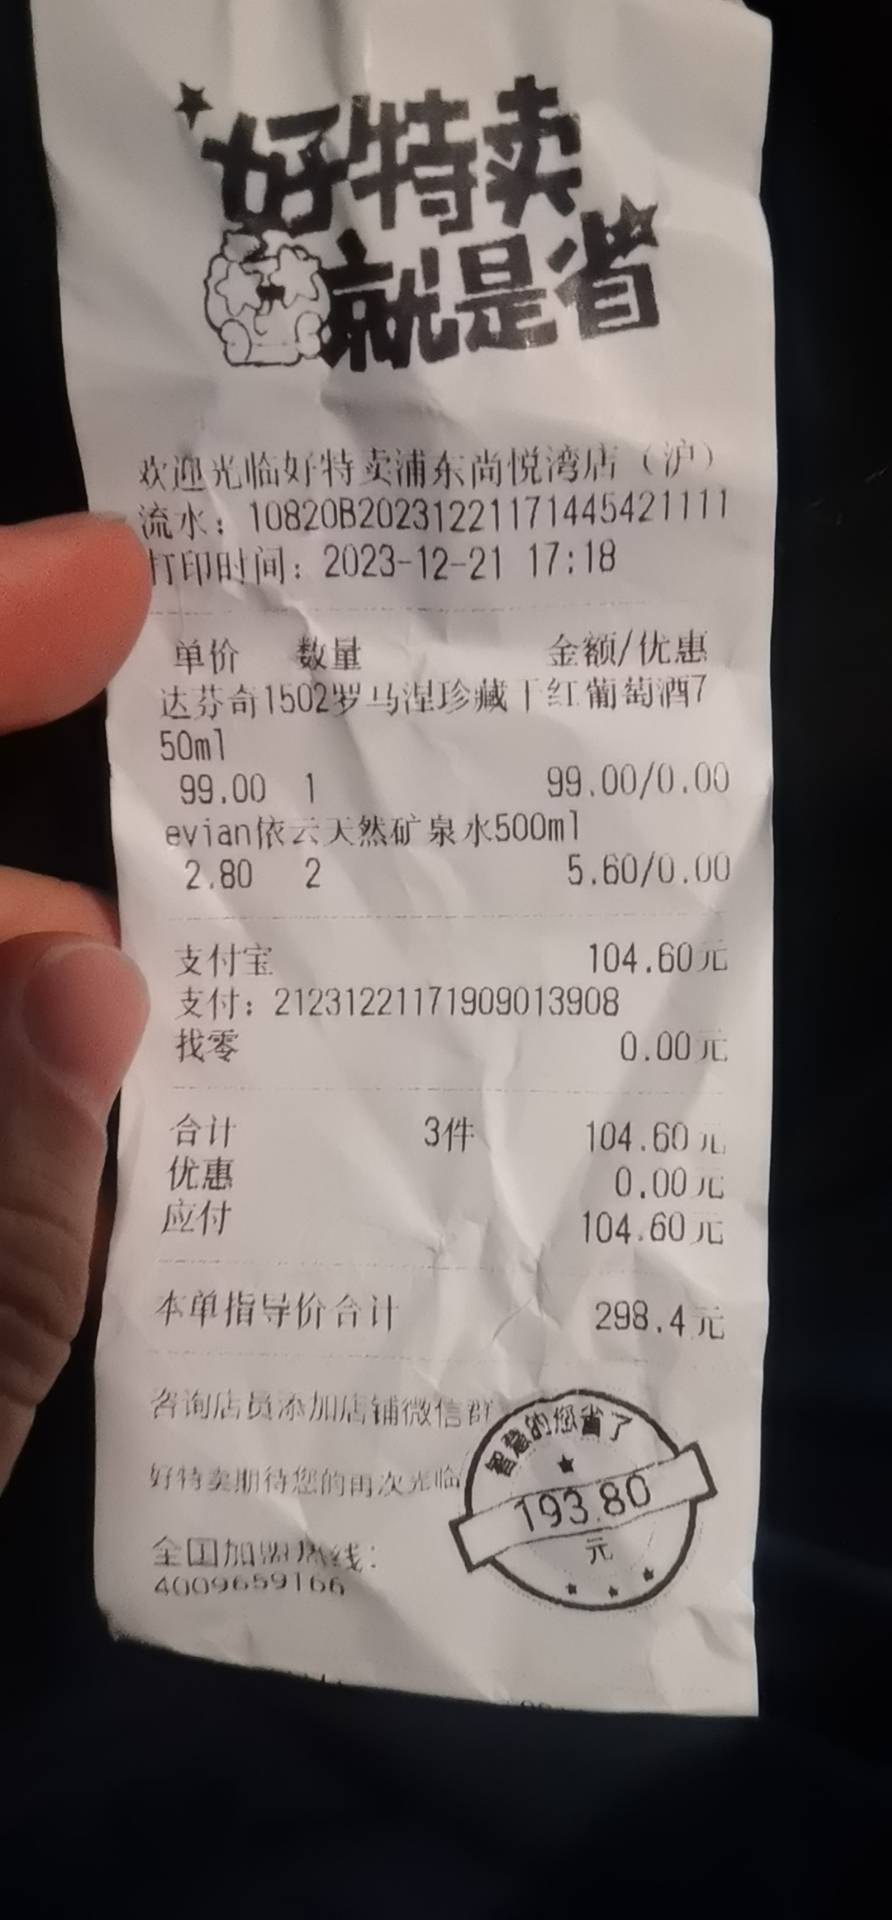 好特卖
就是省
欢迎光临好特卖浦东尚悦湾店（沪）
流水：10820B202312211714454211​11
打印时间：2023-12-21 17:18
单价 数量 金额/优惠
达芬奇1502罗马涅珍藏干红葡萄酒7
50ml
99.00 1 99.00/0.00
evian依云天然矿泉水500ml
2.80 2 5.60/0.00
支付宝 104.60元
支付：21231221171909013908
找零 0.00元
合计 3件 104.60元
优惠 0.00元
应付 104.60元
本单指导价合计 298.4元
咨询店员添加店铺微信群
好特卖期待您的再次光临
智慧的您省了
193.80
元
全国加盟热线：
4009659166